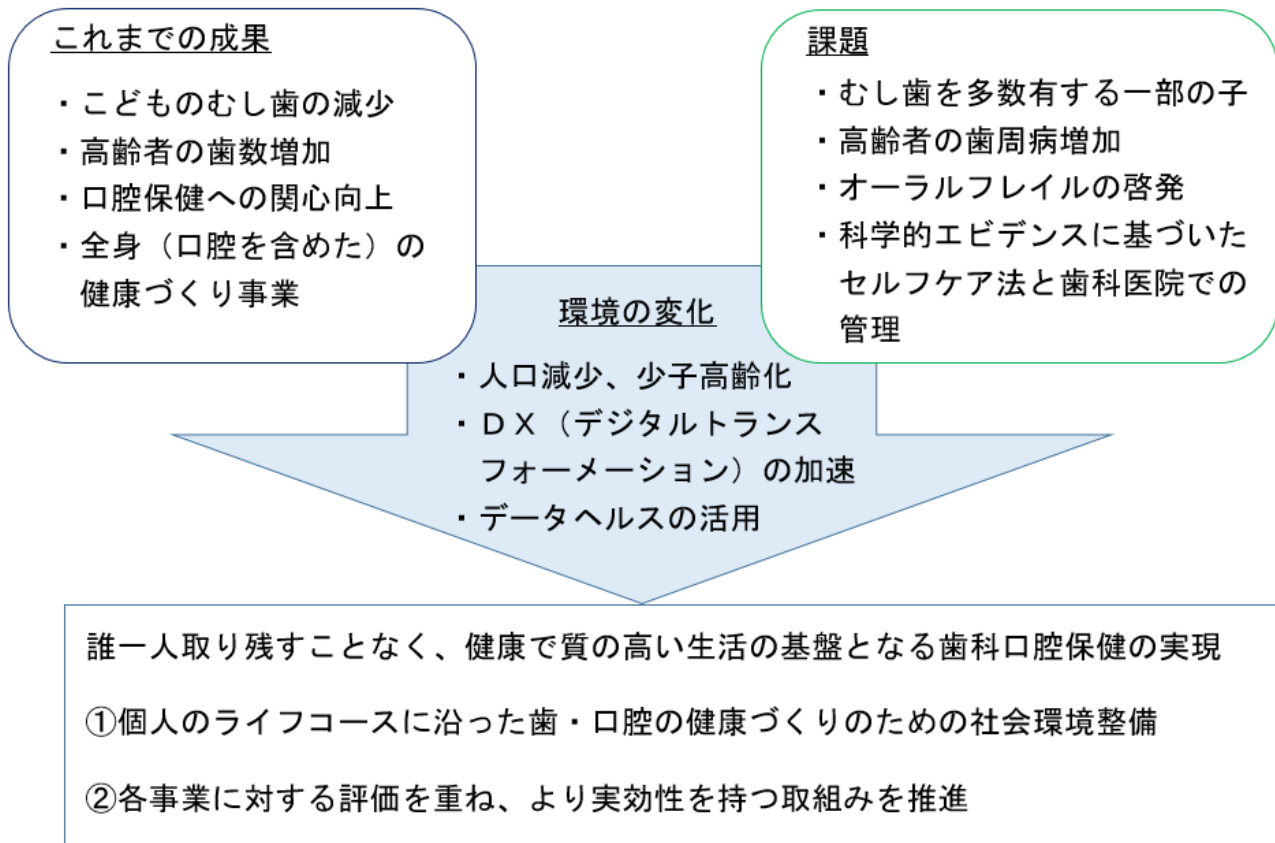 これまでの成果
・こどものむし歯の減少
・高齢者の歯数増加
・口腔保健への関心向上
・全身（口腔を含めた）の
健康づくり事業
課題
・むし歯を多数有する一部の子
・高齢者の歯周病増加
・オーラルフレイルの啓発
・科学的エビデンスに基づいた
セルフケア法と歯科医院での
管理
環境の変化
・人口減少、少子高齢化
・ＤＸ（デジタルトランス
フォーメーション）の加速
・データヘルスの活用
誰一人取り残すことなく、健康で質の高い生活の基盤となる歯科口腔保健の実現
①個人のライフコースに沿った歯・口腔の健康づくりのための社会環境整備
②各事業に対する評価を重ね、より実効性を持つ取組みを推進